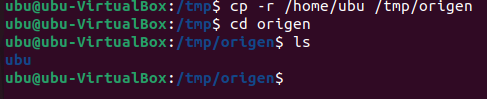 ubu@ubu-VirtualBox:/tmp$ cp -r /home/ubu /tmp/origen
ubu@ubu-VirtualBox:/tmp$ cd origen
ubu@ubu-VirtualBox:/tmp/origen$ ls
ubu
ubu@ubu-VirtualBox:/tmp/origen$